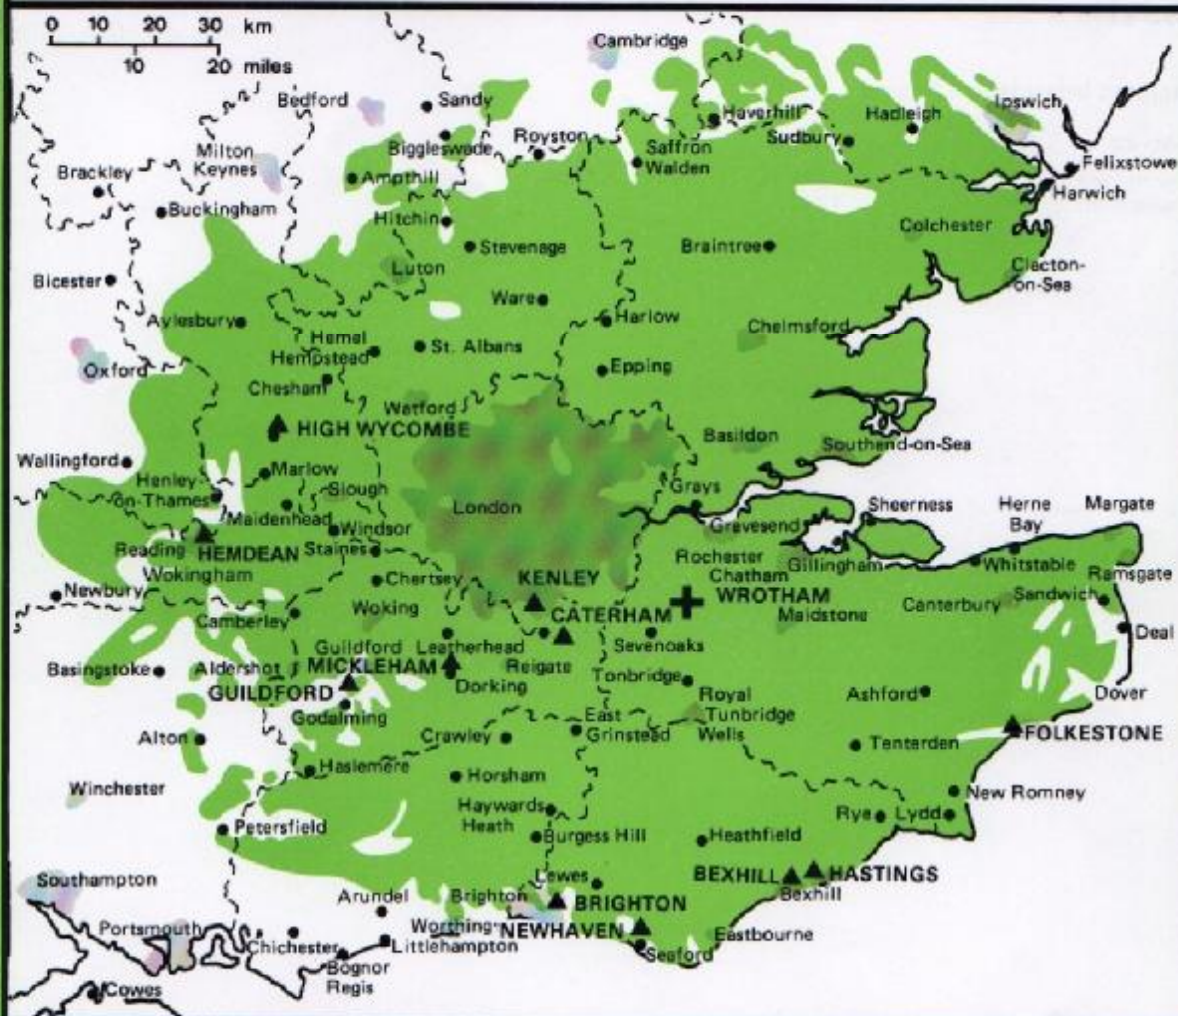 0 10 20 30 km
10 20 miles
Cambridge
Bedford
Sandy
Ipswich
Haverhill
Hadleigh
Royston
Sudbury
Biggleswade
Saffron
Walden
Milton
Keynes
Felixstowe
Brackley
Ampthill
Harwich
Buckingham
Hitchin
Colchester
Stevenage
Braintree
Luton
Clacton-
on-Sea
Bicester
Ware
Harlow
Aylesbury
Chelmsford
Hemel
Hempstead
St. Albans
Oxford
Epping
Chesham
Watford
HIGH WYCOMBE
Basildon
Southend-on-Sea
Wallingford
Marlow
Henley-
on-Thames
Slough
Grays
London
Sheerness
Herne
Bay
Margate
Maidenhead
Windsor
Gravesend
Reading
HEMDEAN
Staines
Rochester
Chatham
Gillingham
Whitstable
Ramsgate
Wokingham
Chertsey
KENLEY
WROTHAM
Newbury
Woking
Canterbury
Sandwich
Camberley
CATERHAM
Maidstone
Deal
Guildford
Leatherhead
Sevenoaks
Basingstoke
Aldershot
MICKLEHAM
Reigate
Tonbridge
GUILDFORD
Dorking
Royal
Tunbridge
Wells
Ashford
Dover
Godalming
East
Grinstead
Alton
Crawley
Tenterden
FOLKESTONE
Haslemere
Horsham
Winchester
Haywards
Heath
New Romney
Rye
Lydd
Petersfield
Burgess Hill
Heathfield
Southampton
Lewes
BEXHILL
HASTINGS
Bexhill
Arundel
Brighton
BRIGHTON
Portsmouth
Worthing
NEWHAVEN
Eastbourne
Chichester
Littlehampton
Seaford
Bognor
Regis
Cowes